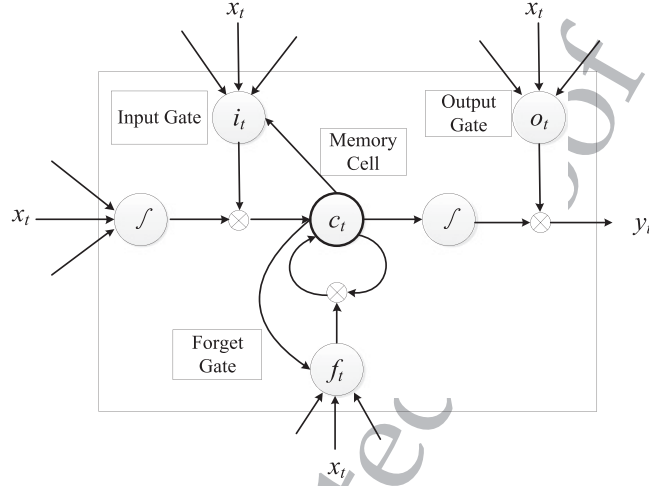 x_t
x_t
Input Gate
i_t
Output
Gate
o_t
Memory
Cell
x_t
∫
c_t
∫
y_t
Forget
Gate
f_t
x_t